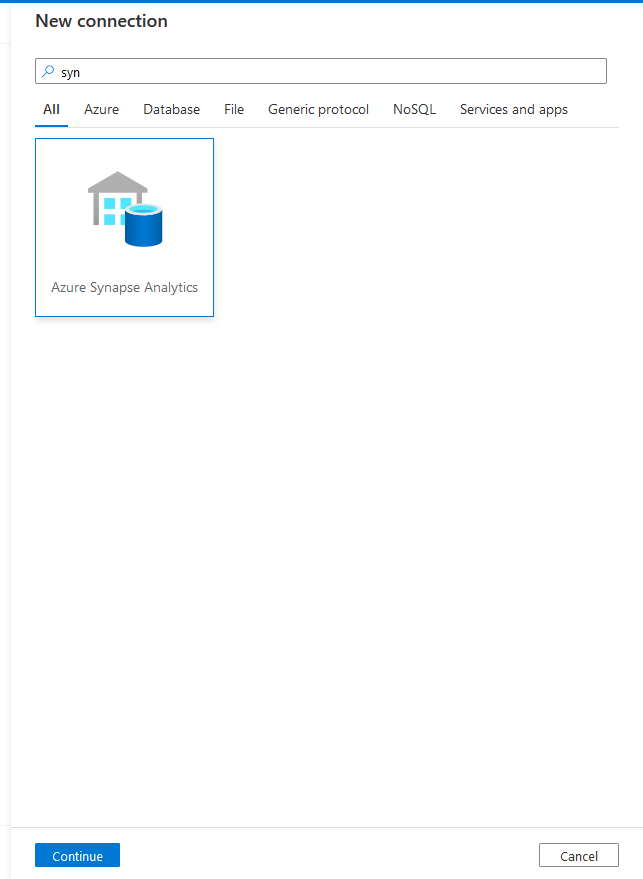 New connection
syn
All Azure Database File Generic protocol NoSQL Services and apps
Azure Synapse Analytics
Continue Cancel